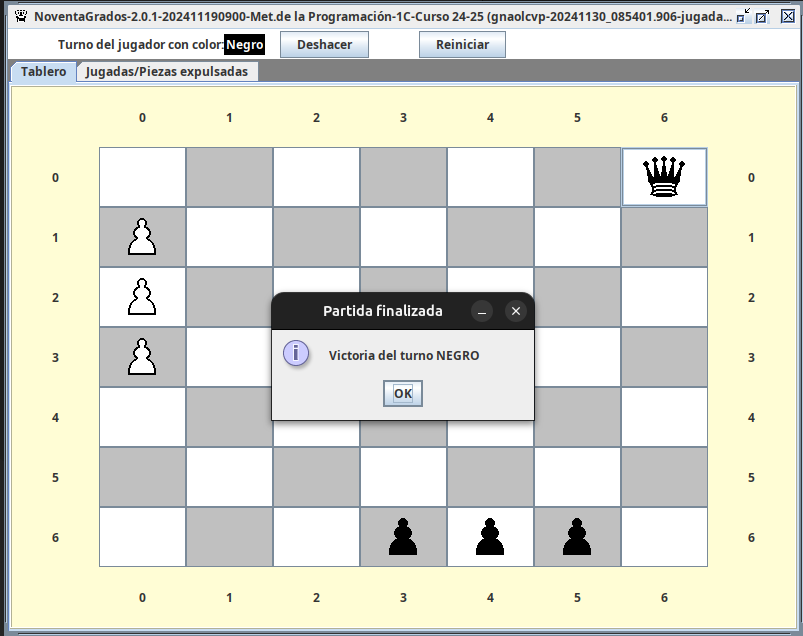 NoventaGrados-2.0.1-202411190900-Met.de la Programación-1C-Curso 24-25 (gnaolcvp-20241130_085401.906-jugada...
Turno del jugador con color: Negro Deshacer Reiniciar
Tablero Jugadas/Piezas expulsadas
0 1 2 3 4 5 6
0 0
1 1
2 2
Partida finalizada
3 3
Victoria del turno NEGRO
OK
4 4
5 5
6 6
0 1 2 3 4 5 6